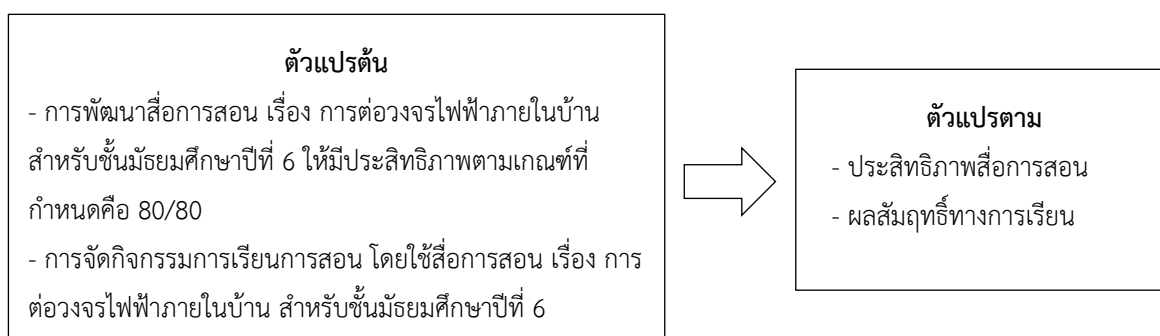 ตัวแปรต้น
- การพัฒนาสื่อการสอน เรื่อง การต่อวงจรไฟฟ้าภายในบ้าน
สำหรับชั้นมัธยมศึกษาปีที่ 6 ให้มีประสิทธิภาพตามเกณฑ์ที่
กำหนดคือ 80/80
- การจัดกิจกรรมการเรียนการสอน โดยใช้สื่อการสอน เรื่อง การ
ต่อวงจรไฟฟ้าภายในบ้าน สำหรับชั้นมัธยมศึกษาปีที่ 6
ตัวแปรตาม
- ประสิทธิภาพสื่อการสอน
- ผลสัมฤทธิ์ทางการเรียน